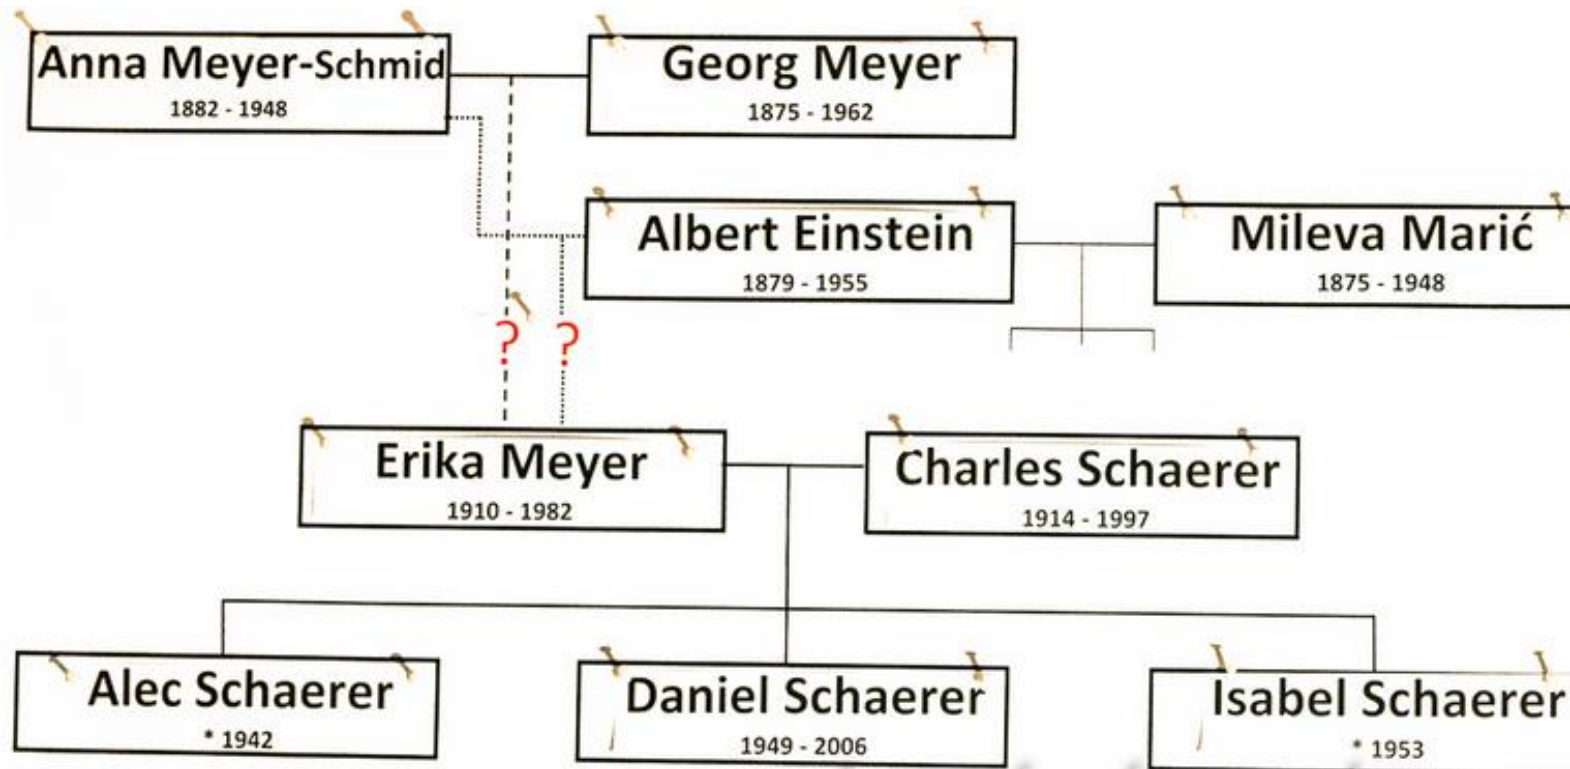 Anna Meyer-Schmid
1882 - 1948
Georg Meyer
1875 - 1962
Albert Einstein
1879 - 1955
Mileva Marić
1875 - 1948
? ?
Erika Meyer
1910 - 1982
Charles Schaerer
1914 - 1997
Alec Schaerer
* 1942
Daniel Schaerer
1949 - 2006
Isabel Schaerer
* 1953